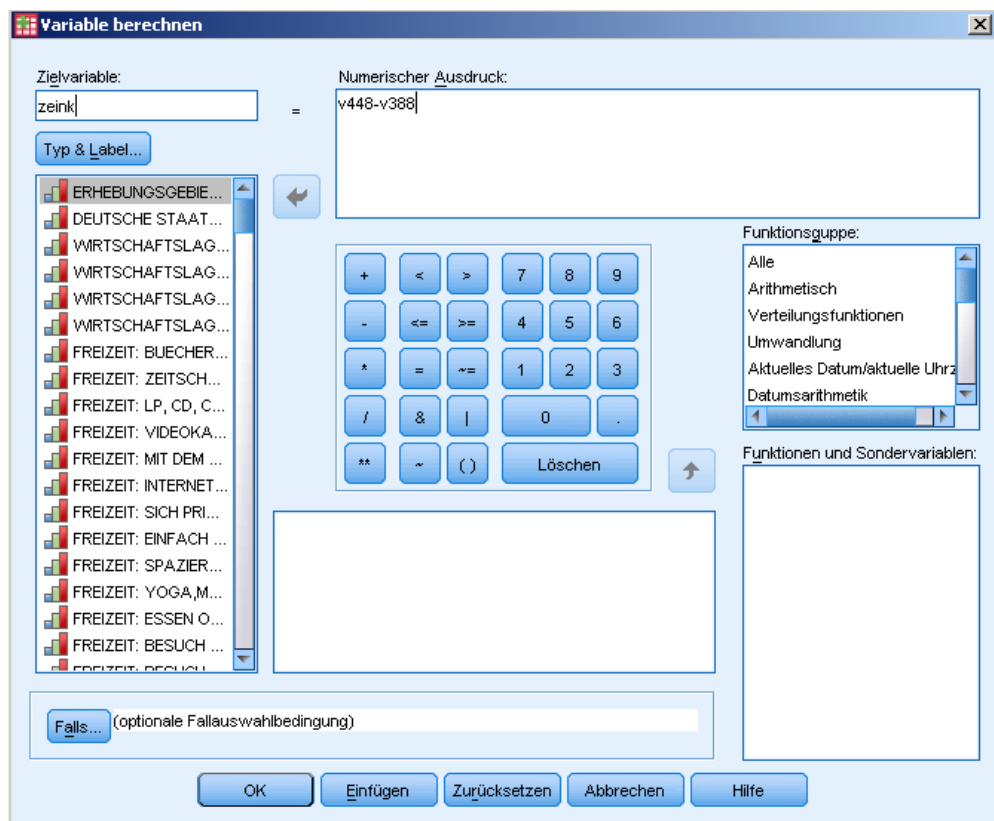 Variable berechnen
Zielvariable:
zeink
=
Numerischer Ausdruck:
v448-v388
Typ & Label...
ERHEBUNGSGEBIE...
DEUTSCHE STAAT...
WIRTSCHAFTSLAG...
WIRTSCHAFTSLAG...
WIRTSCHAFTSLAG...
WIRTSCHAFTSLAG...
FREIZEIT: BUECHER...
FREIZEIT: ZEITSCH...
FREIZEIT: LP, CD, C...
FREIZEIT: VIDEOKA...
FREIZEIT: MIT DEM ...
FREIZEIT: INTERNET...
FREIZEIT: SICH PRI...
FREIZEIT: EINFACH ...
FREIZEIT: SPAZIER...
FREIZEIT: YOGA,M...
FREIZEIT: ESSEN O...
FREIZEIT: BESUCH ...
FREIZEIT: BESUCH
+ < > 7 8 9
- <= >= 4 5 6
* = ~= 1 2 3
/ & | 0 .
** ~ ( ) Löschen
Funktionsgruppe:
Alle
Arithmetisch
Verteilungsfunktionen
Umwandlung
Aktuelles Datum/aktuelle Uhrz
Datumsarithmetik
Funktionen und Sondervariablen:
Falls... (optionale Fallauswahlbedingung)
OK Einfügen Zurücksetzen Abbrechen Hilfe